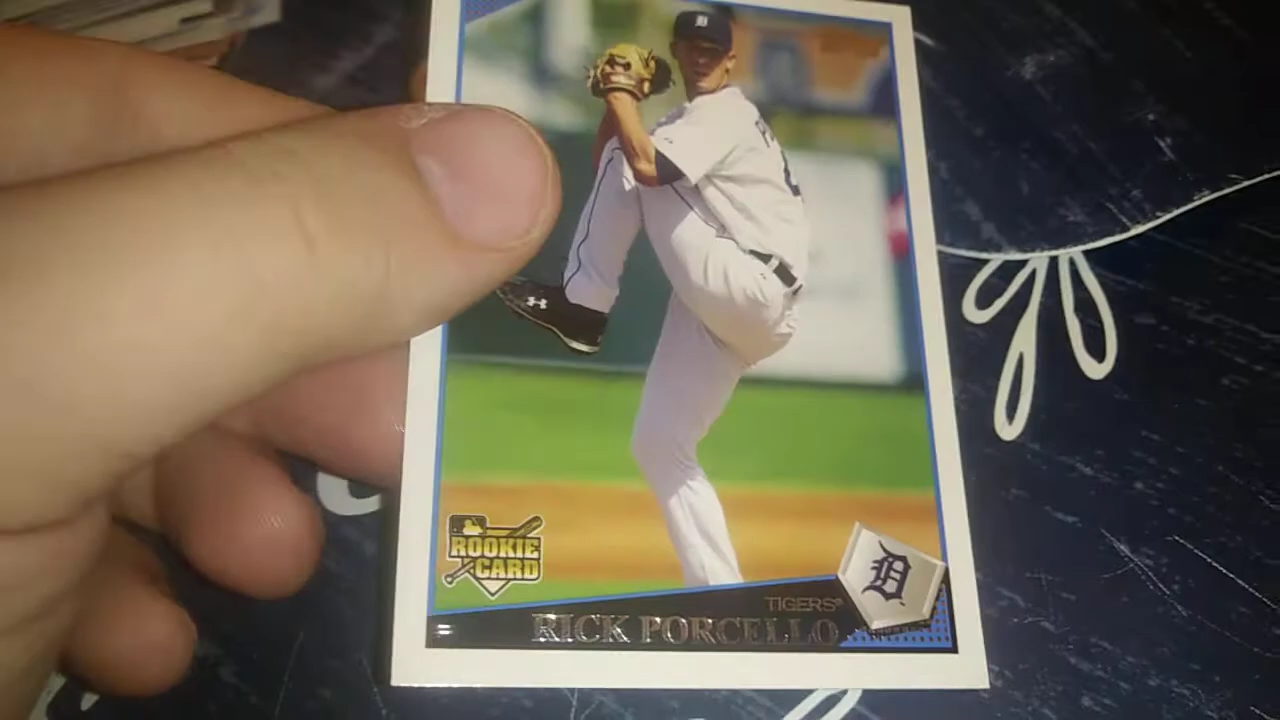 D
ROOKIE
CARD
TIGERS®
RICK PORCELLO
D